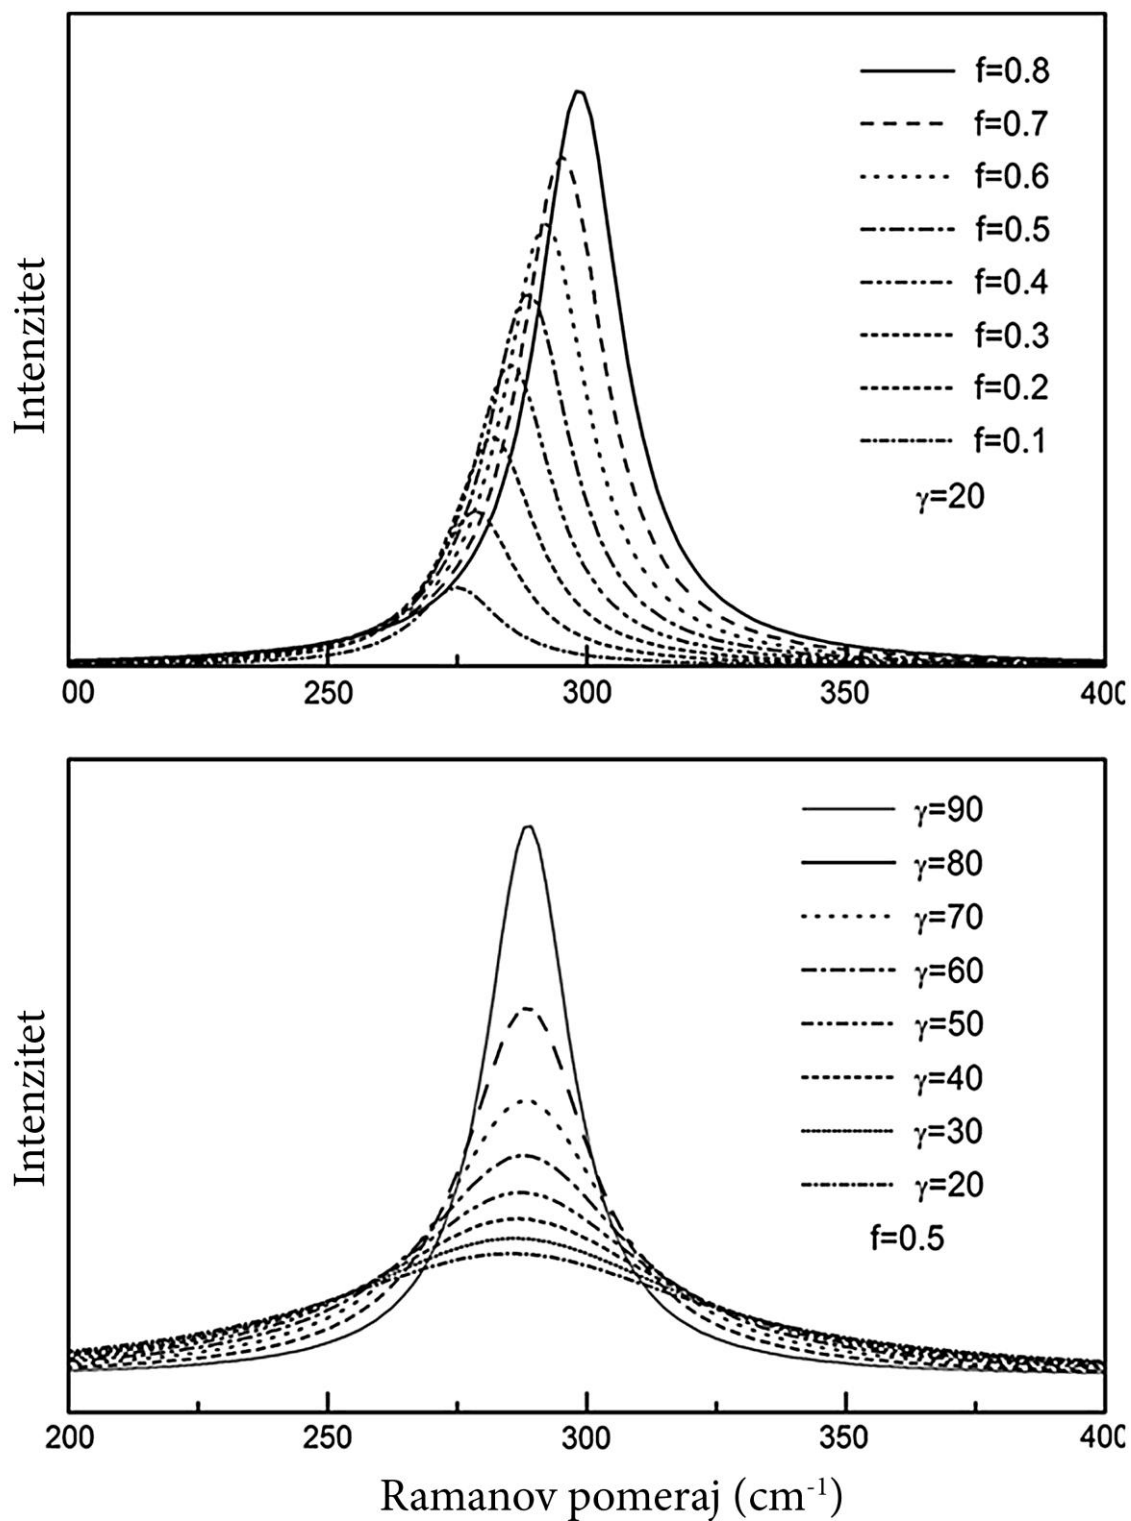 Intenzitet
f=0.8
f=0.7
f=0.6
f=0.5
f=0.4
f=0.3
f=0.2
f=0.1
γ=20
00 250 300 350 400
Intenzitet
γ=90
γ=80
γ=70
γ=60
γ=50
γ=40
γ=30
γ=20
f=0.5
200 250 300 350 400
Ramanov pomeraj (cm⁻¹)